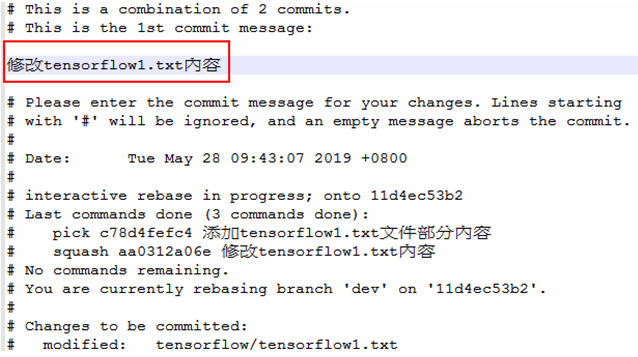 # This is a combination of 2 commits.
# This is the 1st commit message:
修改tensorflow1.txt内容
# Please enter the commit message for your changes. Lines starting
# with '#' will be ignored, and an empty message aborts the commit.
#
# Date:      Tue May 28 09:43:07 2019 +0800
#
# interactive rebase in progress; onto 11d4ec53b2
# Last commands done (3 commands done):
#    pick c78d4fefc4 添加tensorflow1.txt文件部分内容
#    squash aa0312a06e 修改tensorflow1.txt内容
# No commands remaining.
# You are currently rebasing branch 'dev' on '11d4ec53b2'.
#
# Changes to be committed:
#   modified:   tensorflow/tensorflow1.txt